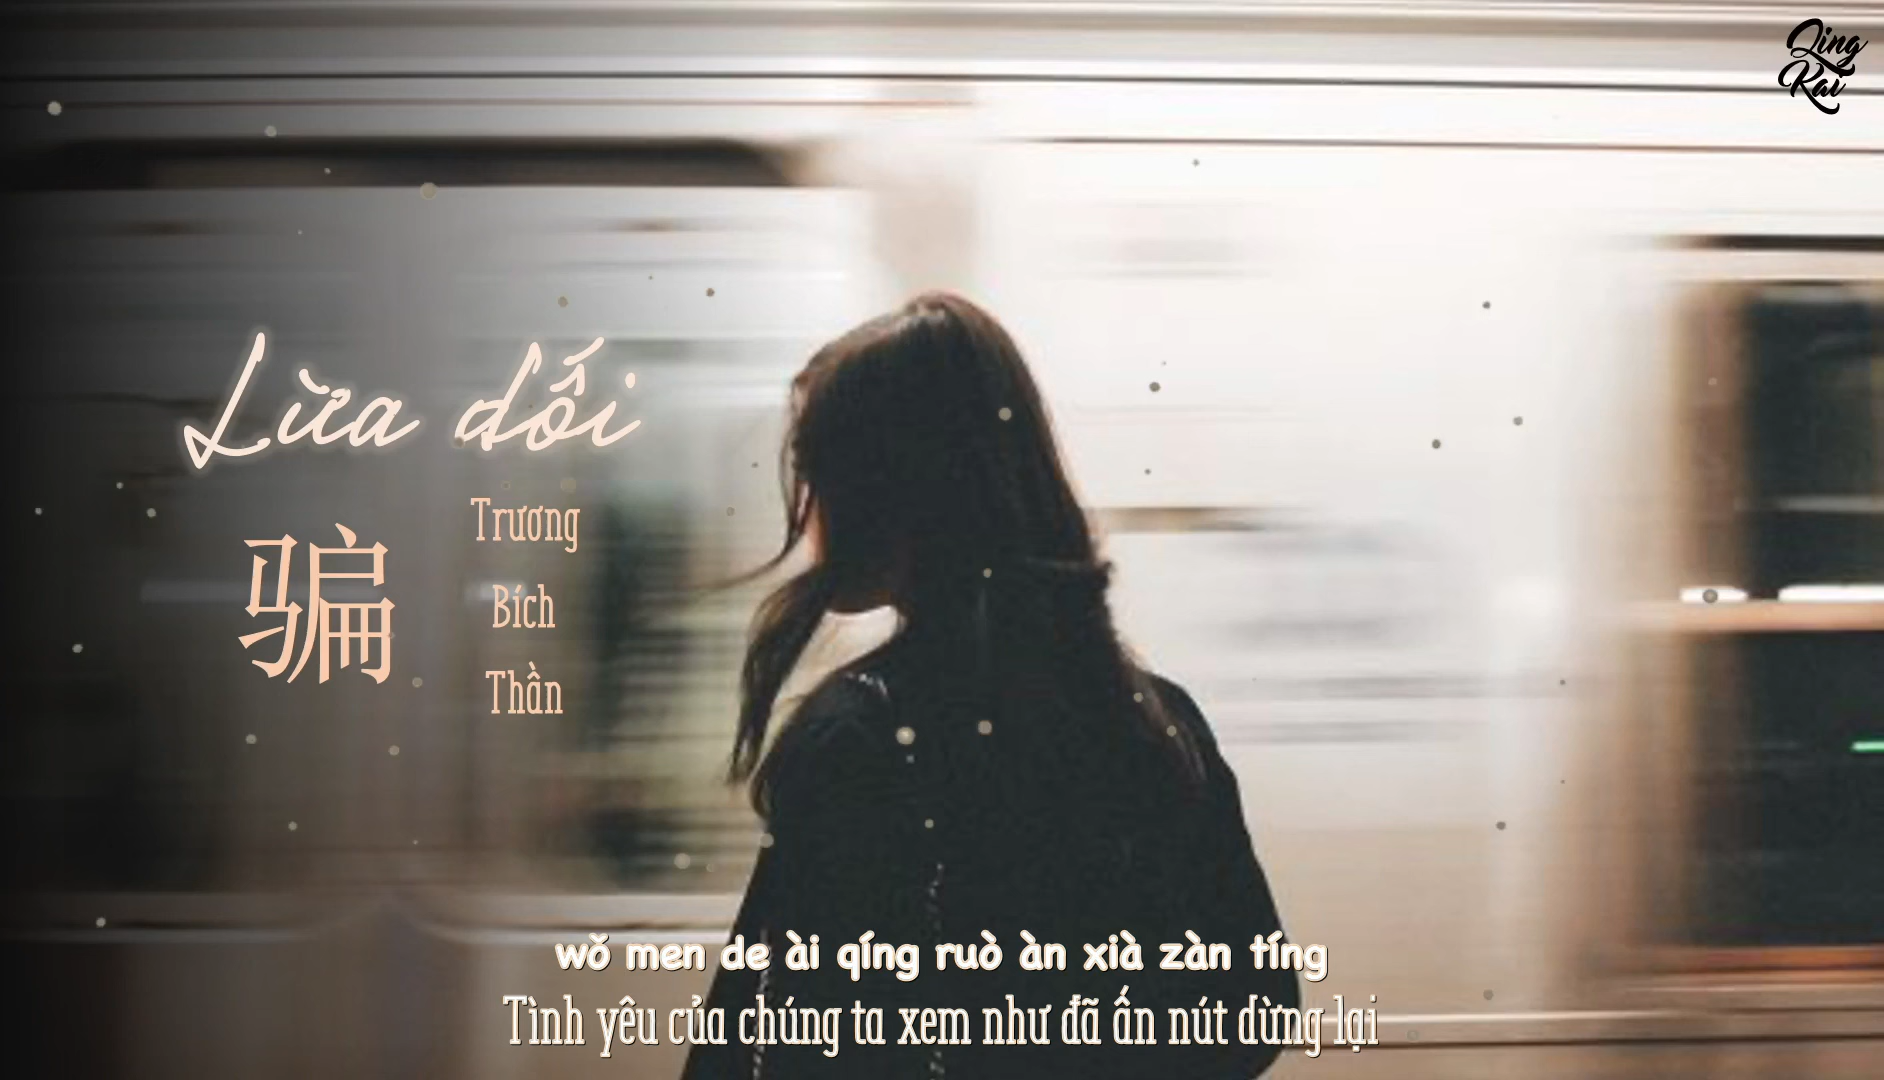 Qing
Kai
Lừa dối
骗
Trương
Bích
Thần
wǒ men de ài qíng ruò àn xià zàn tíng
Tình yêu của chúng ta xem như đã ấn nút dừng lại